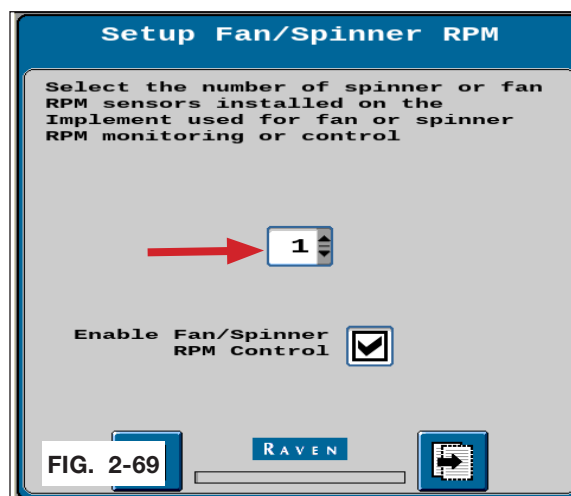 Setup Fan/Spinner RPM
Select the number of spinner or fan
RPM sensors installed on the
Implement used for fan or spinner
RPM monitoring or control
1
Enable Fan/Spinner
RPM Control
FIG. 2-69
RAVEN